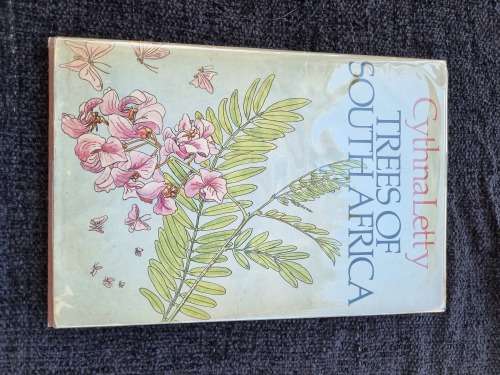 Cythna Letty
TREES OF
SOUTH AFRICA